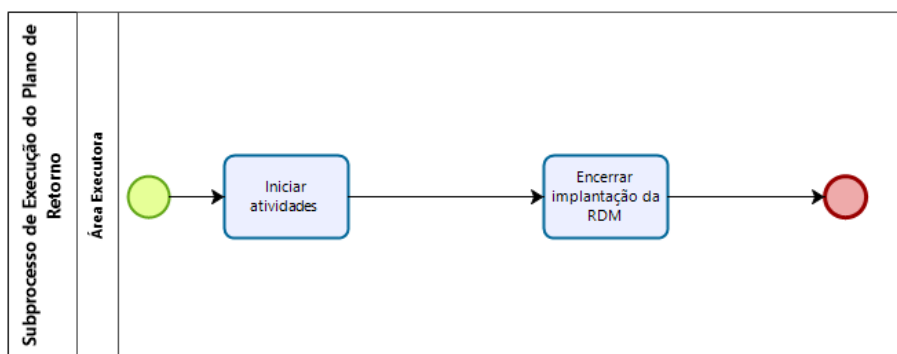 Subprocesso de Execução do Plano de
Retorno
Área Executora
Iniciar
atividades
Encerrar
implantação da
RDM